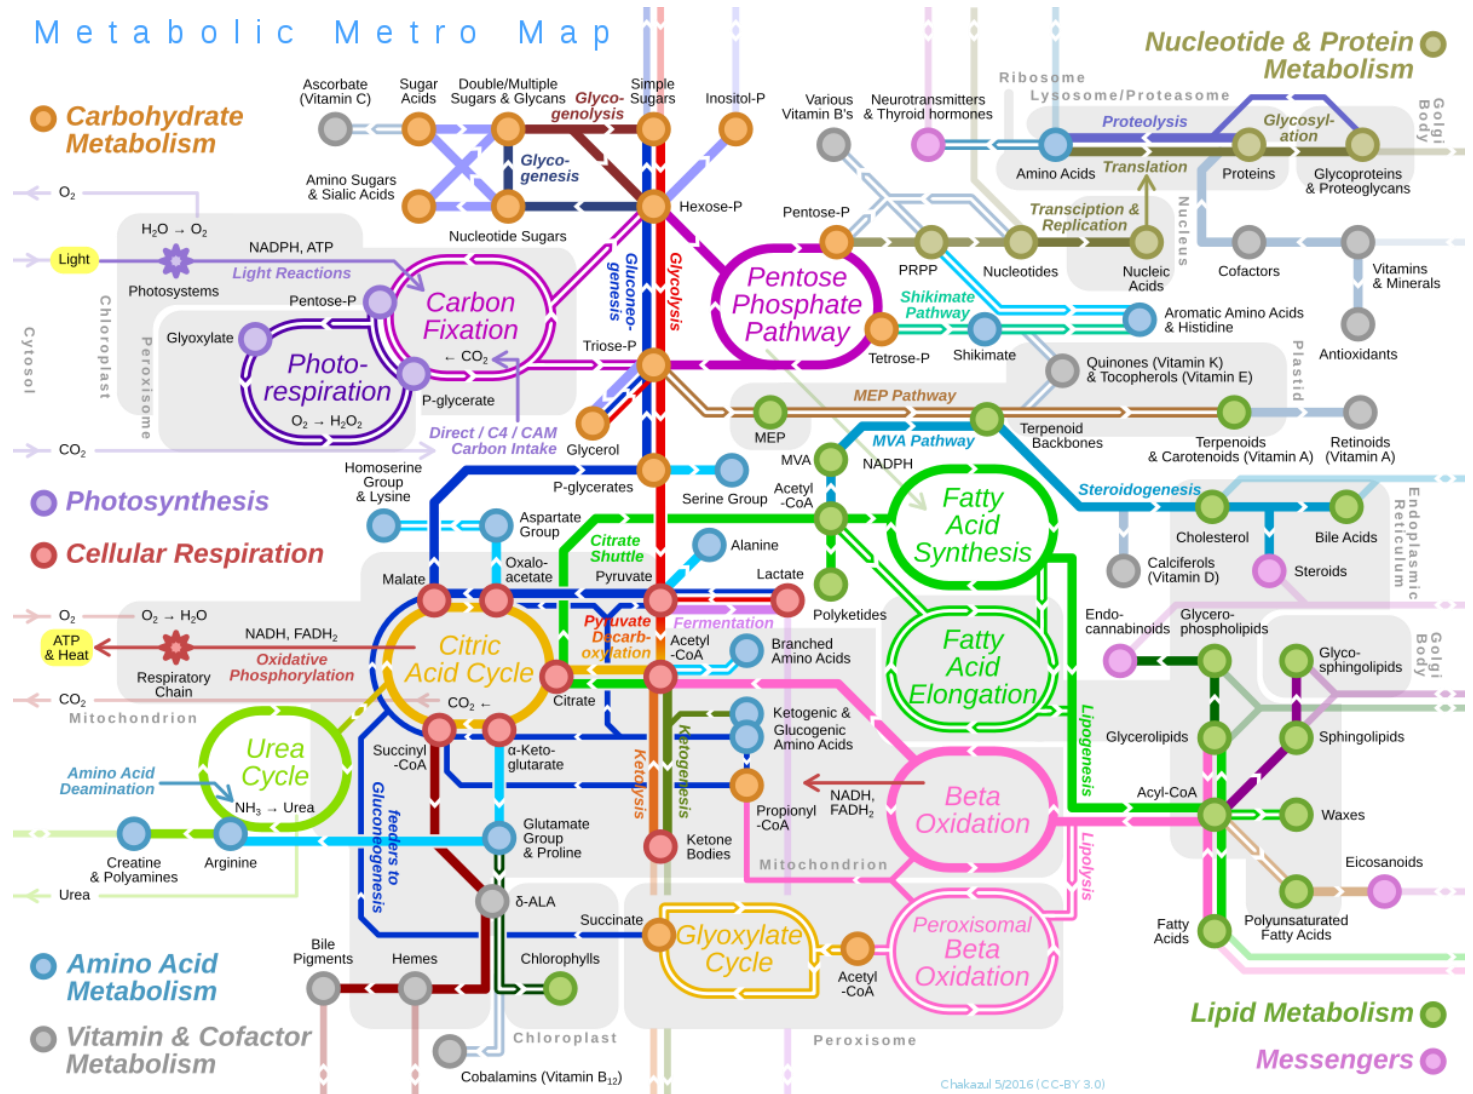 Metabolic Metro Map
Nucleotide & Protein
Metabolism
Carbohydrate
Metabolism
Ascorbate
(Vitamin C)
Sugar
Acids
Double/Multiple
Sugars & Glycans
Glyco-
genolysis
Simple
Sugars
Inositol-P
Various
Vitamin B's
Neurotransmitters
& Thyroid hormones
Ribosome
Lysosome/Proteasome
Proteolysis
Glycosyl-
ation
Golgi
Body
Amino Acids
Translation
Proteins
Glycoproteins
& Proteoglycans
Glyco-
genesis
Amino Sugars
& Sialic Acids
Nucleotide Sugars
Hexose-P
Pentose-P
Transciption &
Replication
Nucleus
PRPP
Nucleotides
Nucleic
Acids
Cofactors
Vitamins
& Minerals
Antioxidants
O₂
H₂O → O₂
Light
NADPH, ATP
Light Reactions
Photosystems
Pentose-P
Glyoxylate
Chloroplast
Peroxisome
Cytosol
Carbon
Fixation
← CO₂
Photo-
respiration
O₂ → H₂O₂
P-glycerate
Direct / C4 / CAM
Carbon Intake
CO₂
Gluconeo-
genesis
Glycolysis
Triose-P
Glycerol
Pentose
Phosphate
Pathway
Shikimate
Pathway
Tetrose-P
Shikimate
Aromatic Amino Acids
& Histidine
Quinones (Vitamin K)
& Tocopherols (Vitamin E)
Plastid
MEP Pathway
MEP
MVA Pathway
Terpenoid
Backbones
Terpenoids
& Carotenoids (Vitamin A)
Retinoids
(Vitamin A)
MVA
NADPH
Acetyl
-CoA
Homoserine
Group
& Lysine
P-glycerates
Serine Group
Photosynthesis
Cellular Respiration
Aspartate
Group
Citrate
Shuttle
Alanine
Oxalo-
acetate
Malate
Pyruvate
Lactate
Polyketides
Fatty
Acid
Synthesis
Steroidogenesis
Cholesterol
Bile Acids
Calciferols
(Vitamin D)
Steroids
Endoplasmic
Reticulum
O₂
O₂ → H₂O
ATP
& Heat
NADH, FADH₂
Oxidative
Phosphorylation
Respiratory
Chain
CO₂
Mitochondrion
Citric
Acid Cycle
CO₂ ←
Pyruvate
Decarb-
oxylation
Fermentation
Acetyl
-CoA
Citrate
Branched
Amino Acids
Ketogenic &
Glucogenic
Amino Acids
Fatty
Acid
Elongation
Endo-
cannabinoids
Glycero-
phospholipids
Glyco-
sphingolipids
Golgi
Body
Glycerolipids
Sphingolipids
Lipogenesis
Urea
Cycle
NH₃ → Urea
Amino Acid
Deamination
Succinyl
-CoA
α-Keto-
glutarate
Ketolysis
Ketogenesis
Propionyl
-CoA
NADH,
FADH₂
Beta
Oxidation
Acyl-CoA
Waxes
Lipolysis
Eicosanoids
Polyunsaturated
Fatty Acids
Fatty
Acids
Creatine
& Polyamines
Arginine
Urea
feeders to
Gluconeogenesis
Glutamate
Group
& Proline
Ketone
Bodies
Mitochondrion
δ-ALA
Succinate
Glyoxylate
Cycle
Acetyl
-CoA
Peroxisomal
Beta
Oxidation
Bile
Pigments
Hemes
Chlorophylls
Chloroplast
Peroxisome
Cobalamins (Vitamin B₁₂)
Amino Acid
Metabolism
Vitamin & Cofactor
Metabolism
Lipid Metabolism
Messengers
Chakazul 5/2016 (CC-BY 3.0)